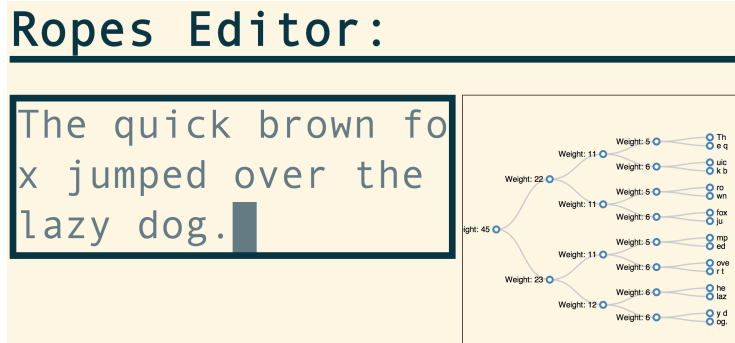 Ropes Editor:
The quick brown fo
x jumped over the
lazy dog.
ight: 45
Weight: 22
Weight: 23
Weight: 11
Weight: 11
Weight: 11
Weight: 12
Weight: 5
Weight: 6
Weight: 5
Weight: 6
Weight: 5
Weight: 6
Weight: 6
Weight: 6
Th
e q
uic
k b
ro
wn
fox
ju
mp
ed
ove
r t
he
laz
y d
og.